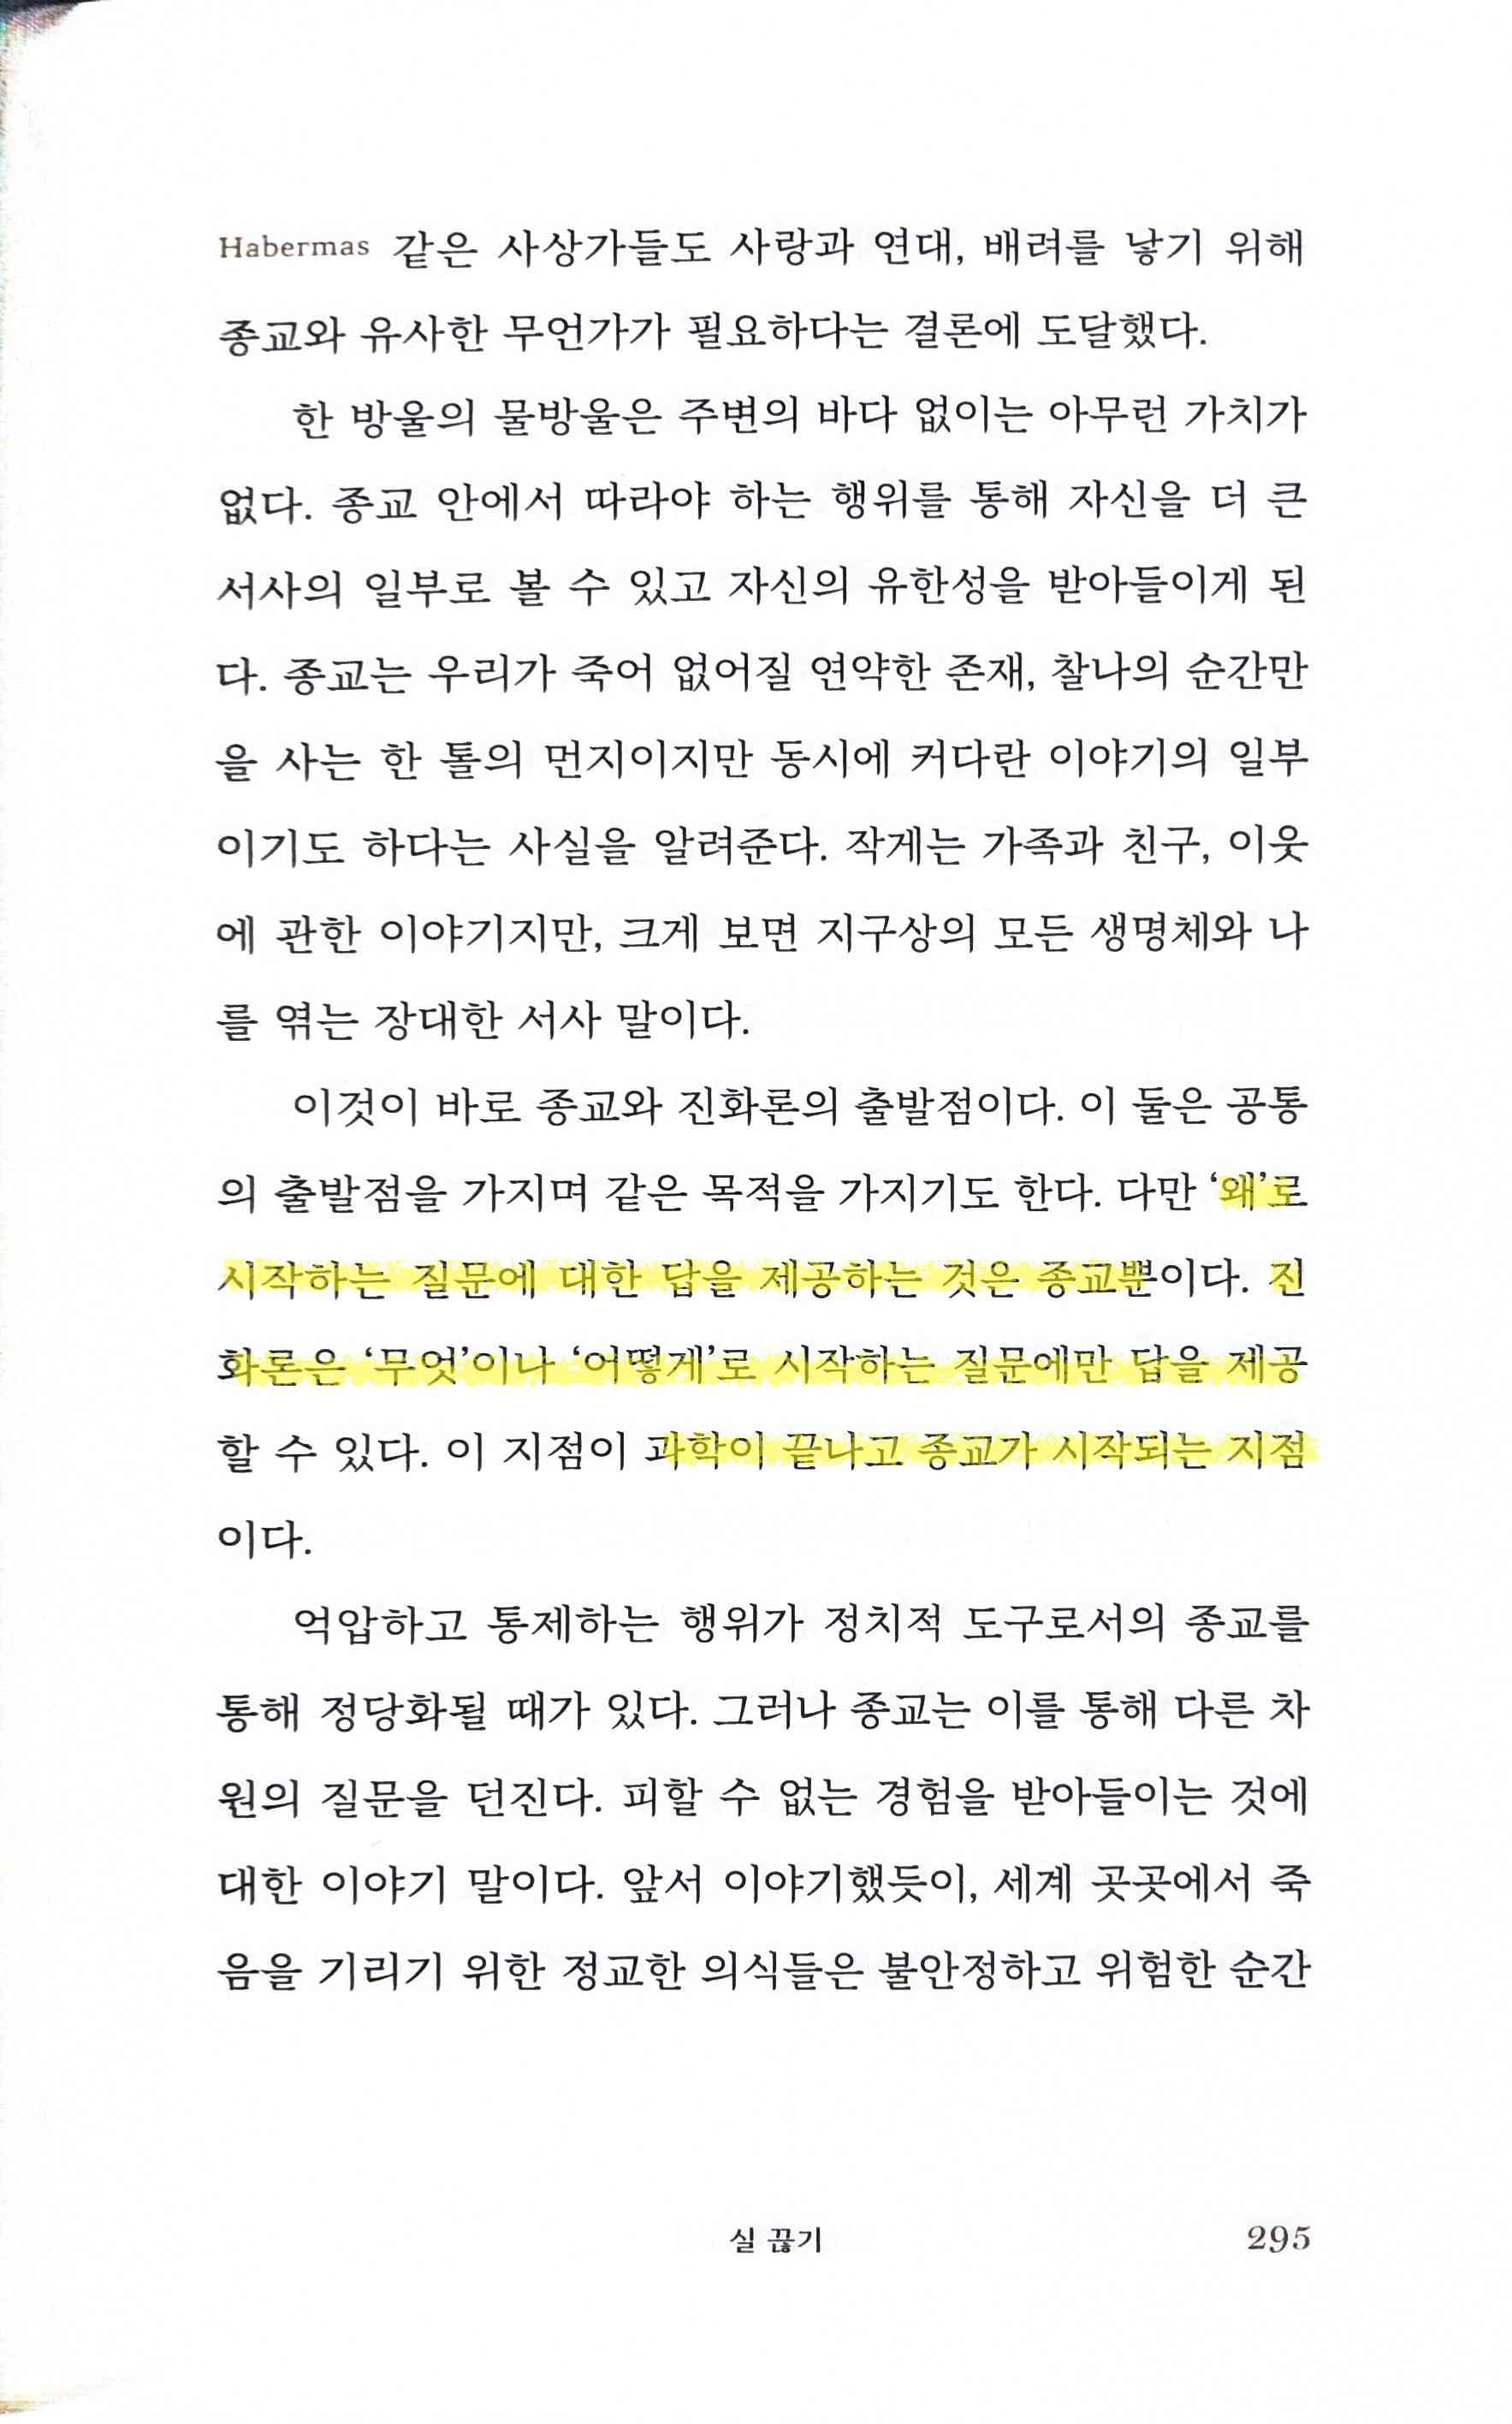 Habermas 같은 사상가들도 사랑과 연대, 배려를 낳기 위해
종교와 유사한 무언가가 필요하다는 결론에 도달했다.
한 방울의 물방울은 주변의 바다 없이는 아무런 가치가
없다. 종교 안에서 따라야 하는 행위를 통해 자신을 더 큰
서사의 일부로 볼 수 있고 자신의 유한성을 받아들이게 된
다. 종교는 우리가 죽어 없어질 연약한 존재, 찰나의 순간만
을 사는 한 톨의 먼지이지만 동시에 커다란 이야기의 일부
이기도 하다는 사실을 알려준다. 작게는 가족과 친구, 이웃
에 관한 이야기지만, 크게 보면 지구상의 모든 생명체와 나
를 엮는 장대한 서사 말이다.
이것이 바로 종교와 진화론의 출발점이다. 이 둘은 공통
의 출발점을 가지며 같은 목적을 가지기도 한다. 다만 ‘왜’로
시작하는 질문에 대한 답을 제공하는 것은 종교뿐이다. 진
화론은 ‘무엇’이나 ‘어떻게’로 시작하는 질문에만 답을 제공
할 수 있다. 이 지점이 과학이 끝나고 종교가 시작되는 지점
이다.
억압하고 통제하는 행위가 정치적 도구로서의 종교를
통해 정당화될 때가 있다. 그러나 종교는 이를 통해 다른 차
원의 질문을 던진다. 피할 수 없는 경험을 받아들이는 것에
대한 이야기 말이다. 앞서 이야기했듯이, 세계 곳곳에서 죽
음을 기리기 위한 정교한 의식들은 불안정하고 위험한 순간
실 끊기
295